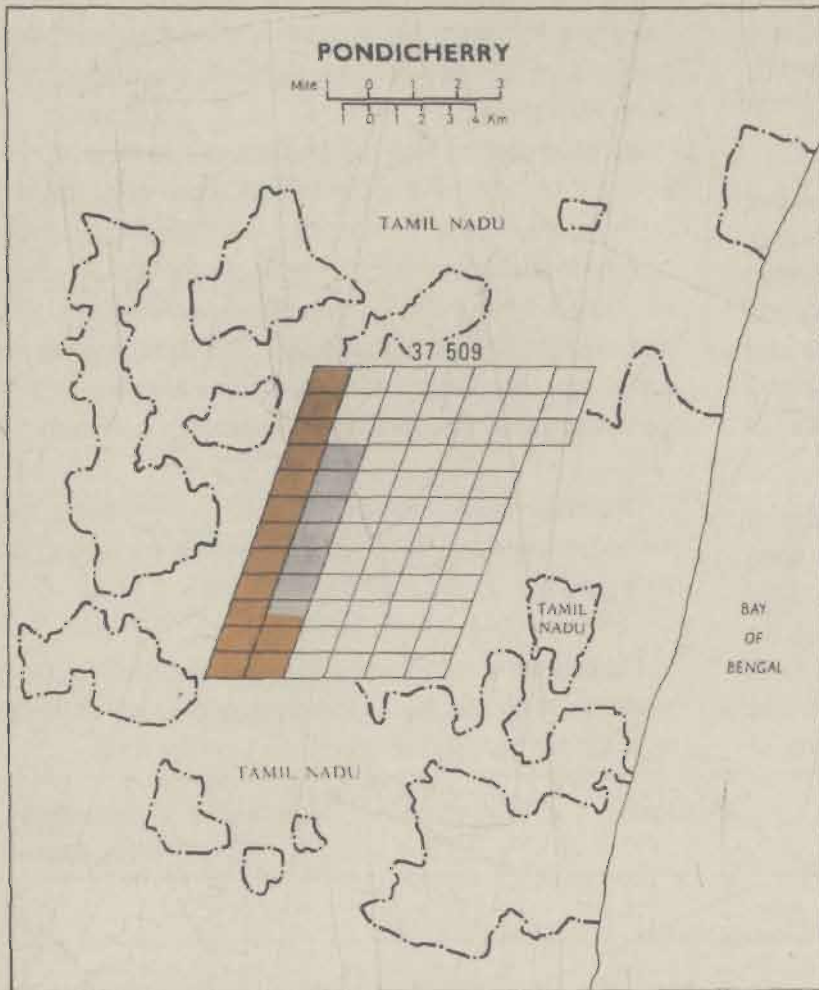 PONDICHERRY
Mile 1 0 1 2 3
1 0 1 2 3 4 Km
TAMIL NADU
37 509
TAMIL
NADU
BAY
OF
BENGAL
TAMIL NADU